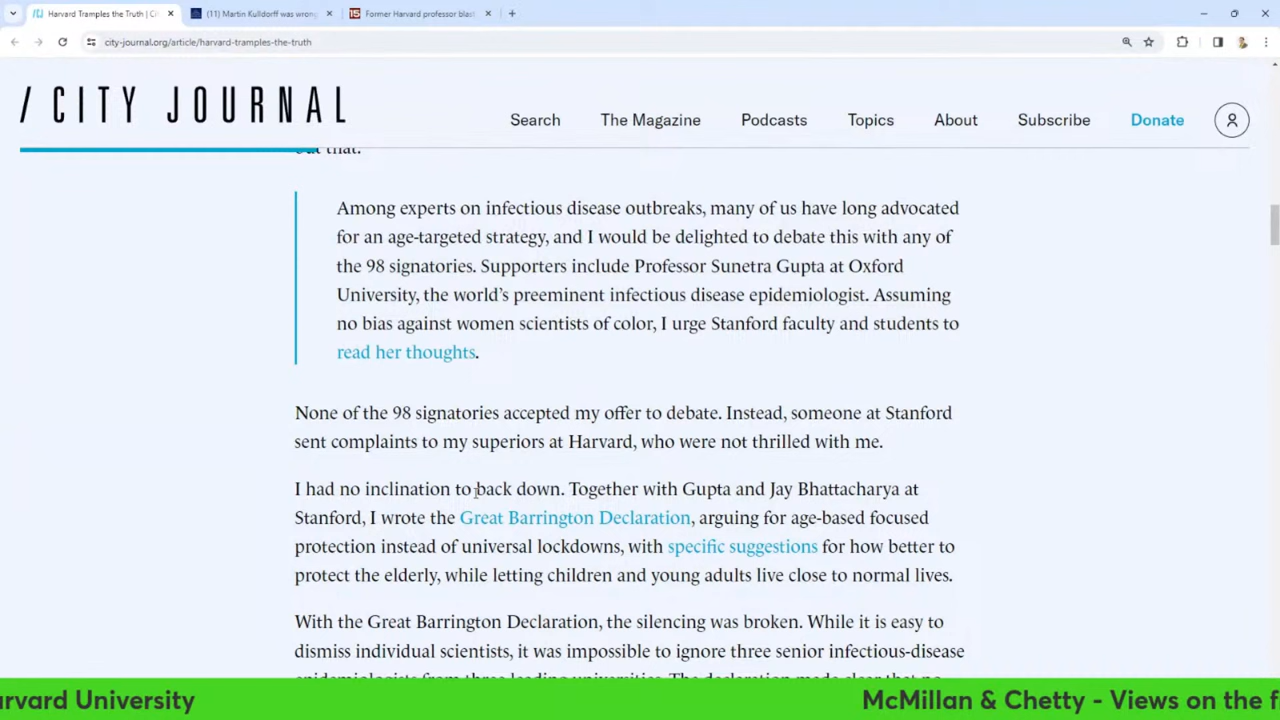 Harvard Tramples the Truth | Ci
(11) Martin Kulldorff was wrong
Former Harvard professor blas
city-journal.org/article/harvard-tramples-the-truth
/ CITY JOURNAL
Search The Magazine Podcasts Topics About Subscribe Donate
but that.
Among experts on infectious disease outbreaks, many of us have long advocated
for an age-targeted strategy, and I would be delighted to debate this with any of
the 98 signatories. Supporters include Professor Sunetra Gupta at Oxford
University, the world’s preeminent infectious disease epidemiologist. Assuming
no bias against women scientists of color, I urge Stanford faculty and students to
read her thoughts.
None of the 98 signatories accepted my offer to debate. Instead, someone at Stanford
sent complaints to my superiors at Harvard, who were not thrilled with me.
I had no inclination to back down. Together with Gupta and Jay Bhattacharya at
Stanford, I wrote the Great Barrington Declaration, arguing for age-based focused
protection instead of universal lockdowns, with specific suggestions for how better to
protect the elderly, while letting children and young adults live close to normal lives.
With the Great Barrington Declaration, the silencing was broken. While it is easy to
dismiss individual scientists, it was impossible to ignore three senior infectious-disease
epidemiologists from three leading universities. The declaration made clear that no
arvard University
McMillan & Chetty - Views on the f